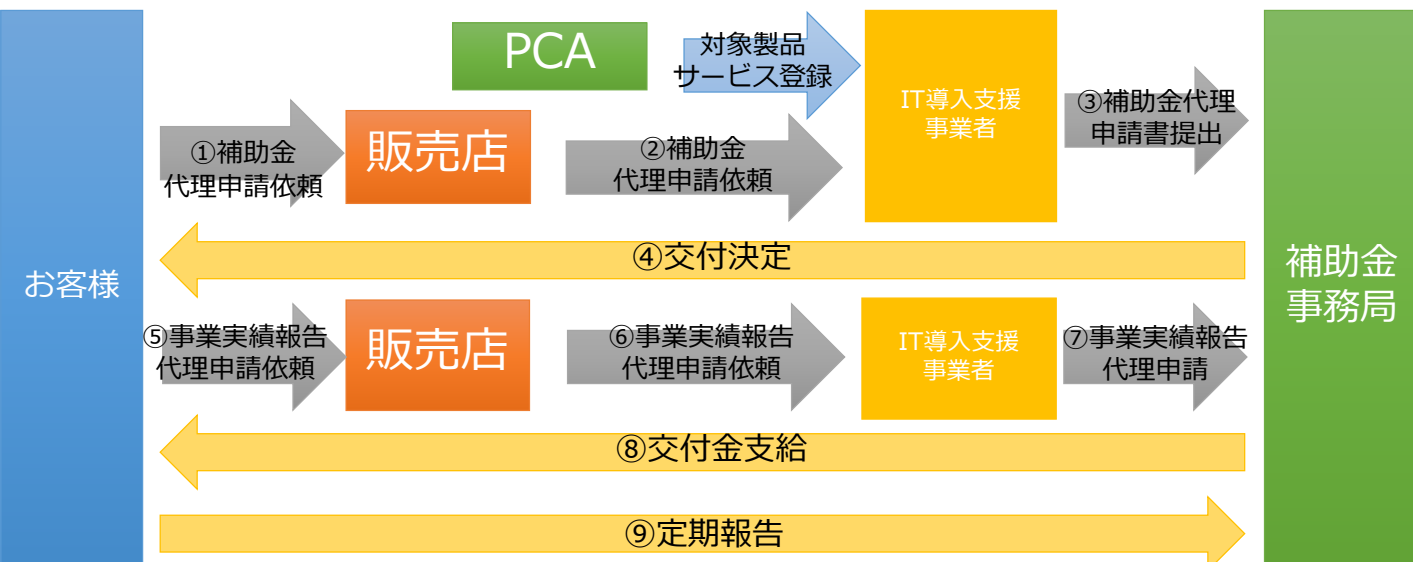 PCA
対象製品
サービス登録
IT導入支援
事業者
③補助金代理
申請書提出
①補助金
代理申請依頼
販売店
②補助金
代理申請依頼
④交付決定
お客様
補助金
事務局
⑤事業実績報告
代理申請依頼
販売店
⑥事業実績報告
代理申請依頼
IT導入支援
事業者
⑦事業実績報告
代理申請
⑧交付金支給
⑨定期報告